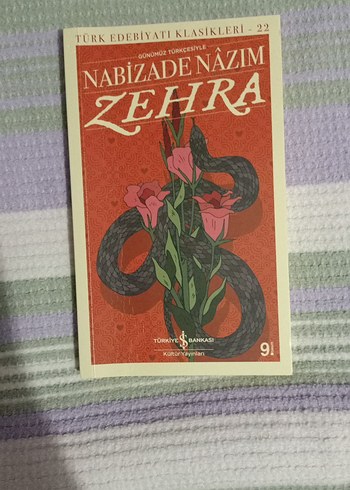 TÜRK EDEBİYATI KLASİKLERİ - 22
GÜNÜMÜZ TÜRKÇESİYLE
NABİZADE NÂZIM
ZEHRA
TÜRKİYE İŞ BANKASI
Kültür Yayınları
9